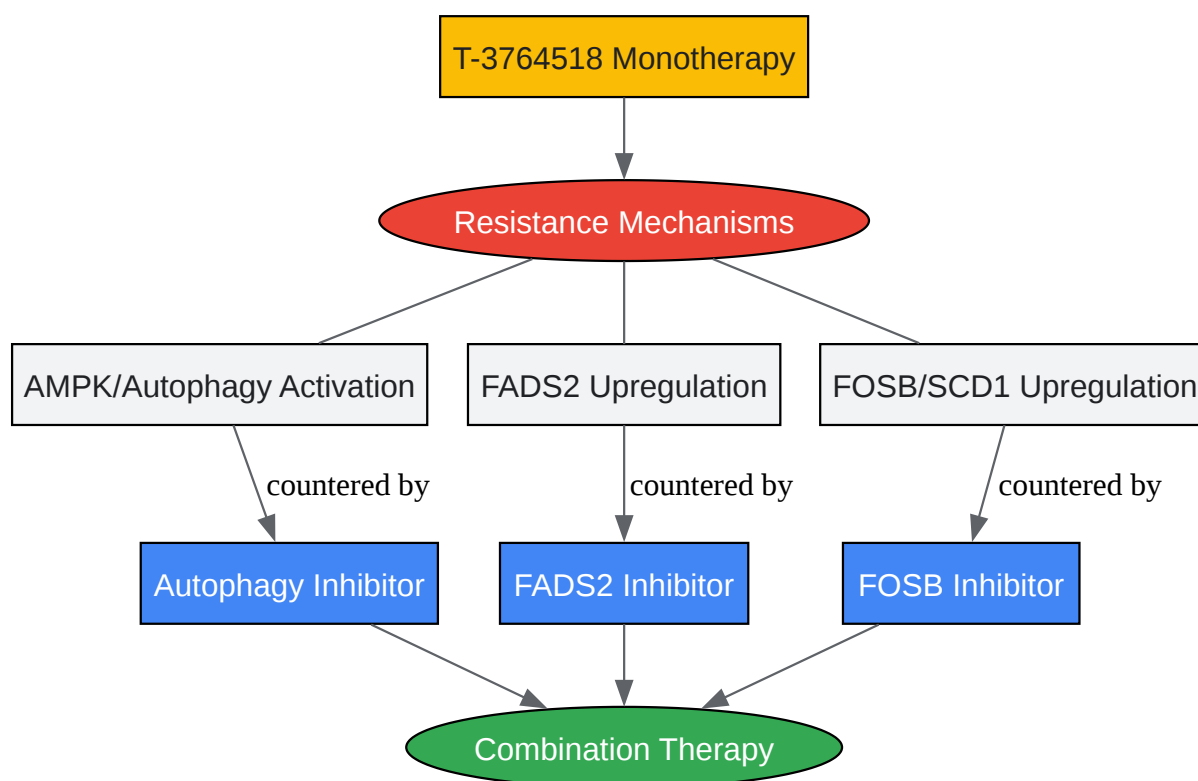 T-3764518 Monotherapy
Resistance Mechanisms
AMPK/Autophagy Activation
FADS2 Upregulation
FOSB/SCD1 Upregulation
countered by
countered by
countered by
Autophagy Inhibitor
FADS2 Inhibitor
FOSB Inhibitor
Combination Therapy